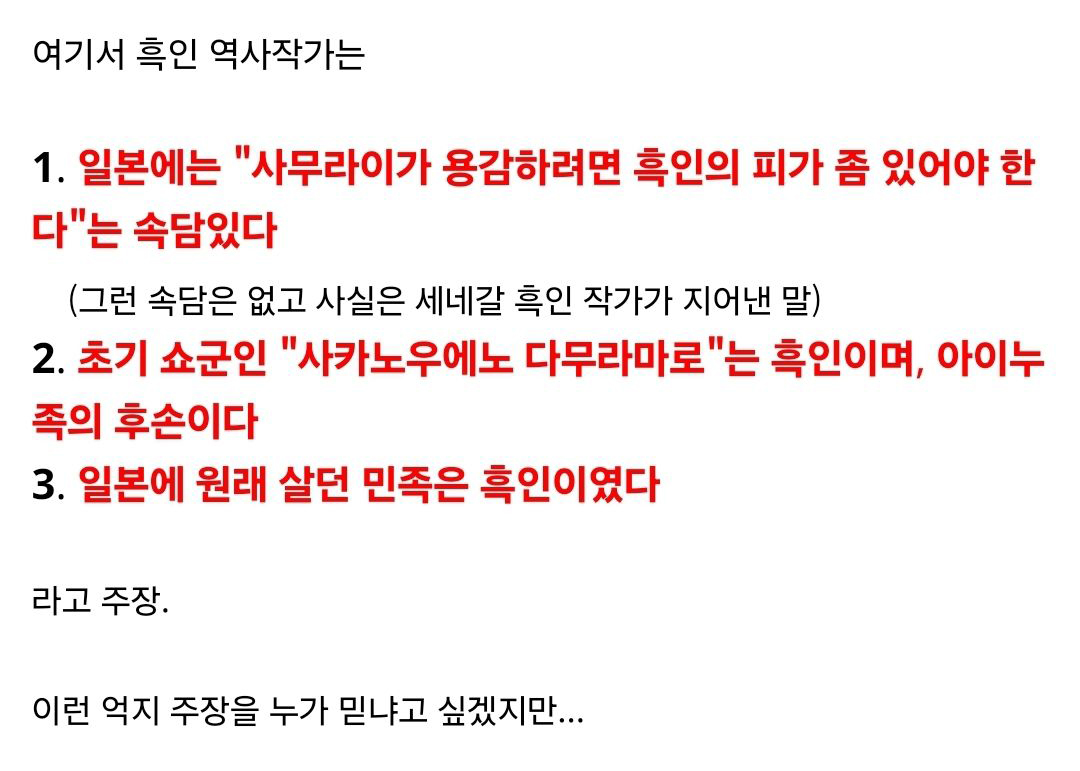 여기서 흑인 역사작가는
1. 일본에는 "사무라이가 용감하려면 흑인의 피가 좀 있어야 한
다"는 속담있다
(그런 속담은 없고 사실은 세네갈 흑인 작가가 지어낸 말)
2. 초기 쇼군인 "사카노우에노 다무라마로"는 흑인이며, 아이누
족의 후손이다
3. 일본에 원래 살던 민족은 흑인이였다
라고 주장.
이런 억지 주장을 누가 믿냐고 싶겠지만...